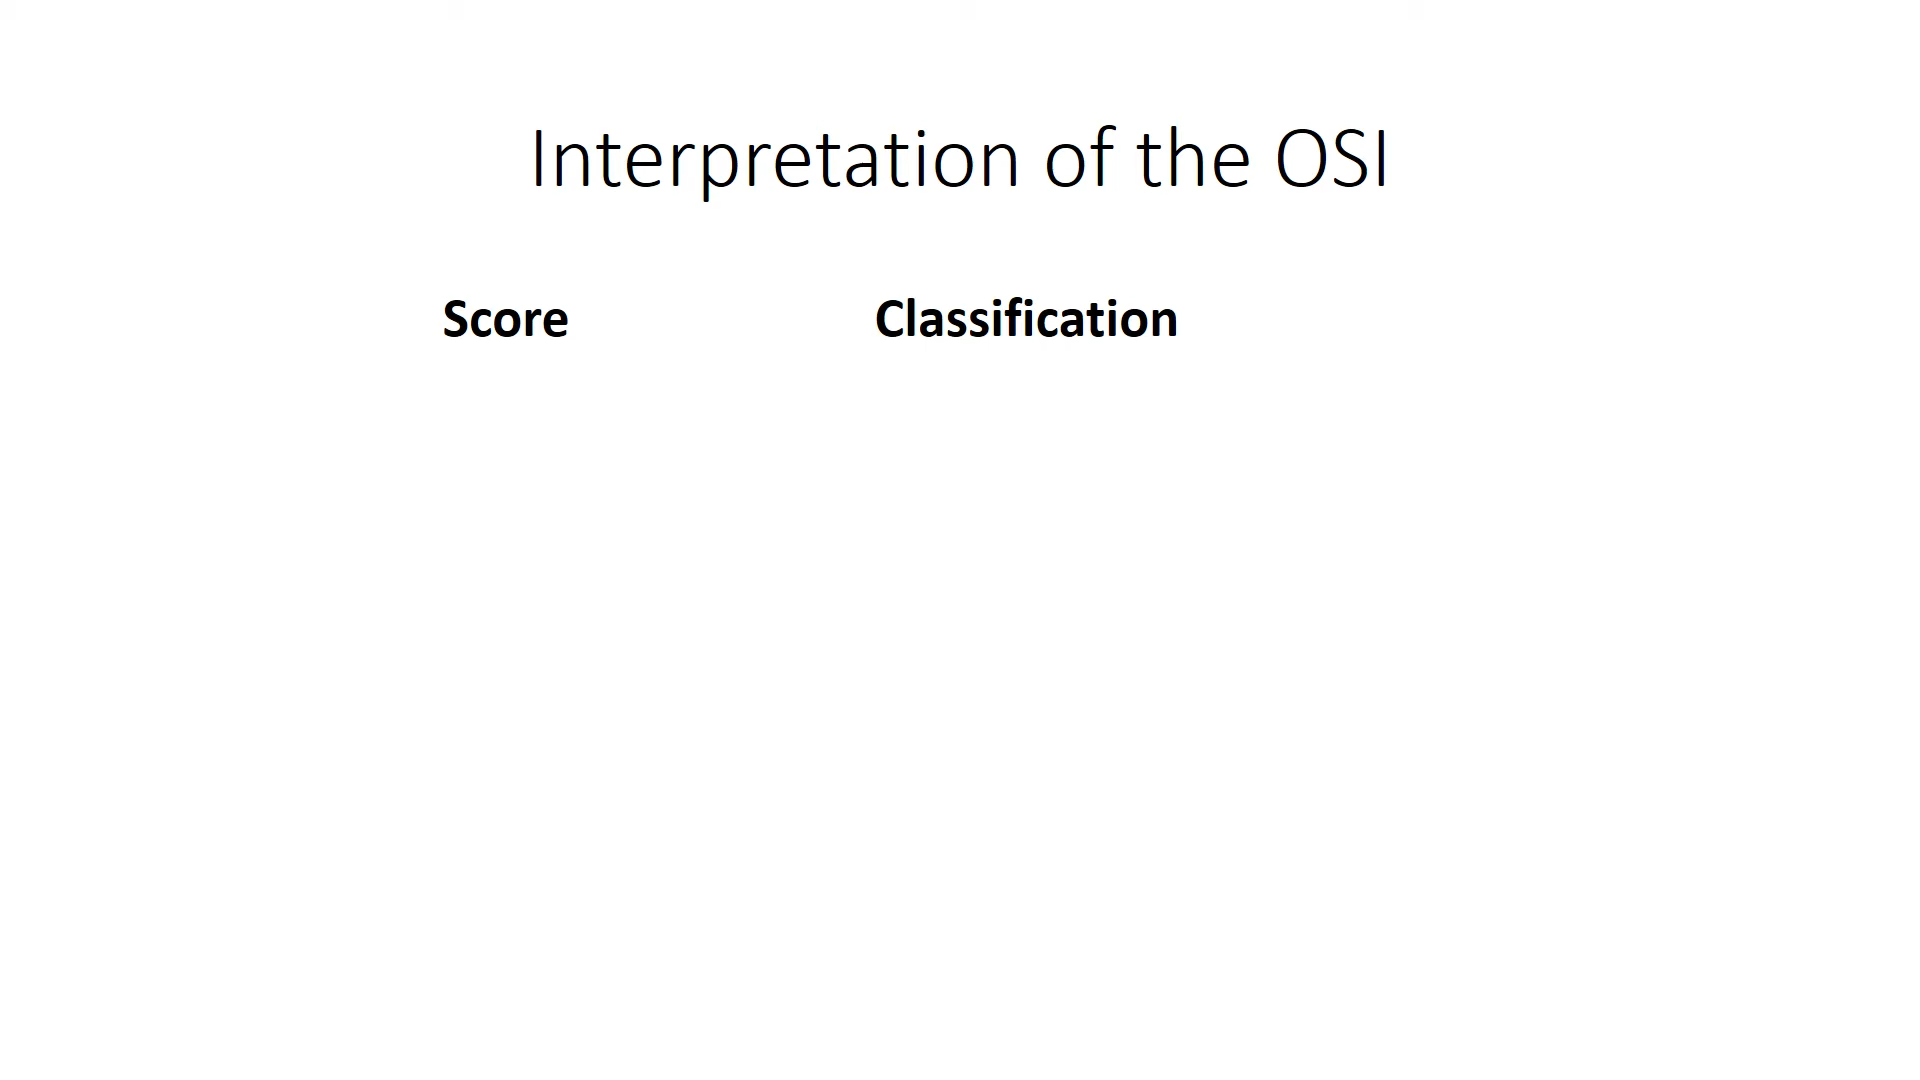 Interpretation of the OSI
Score Classification